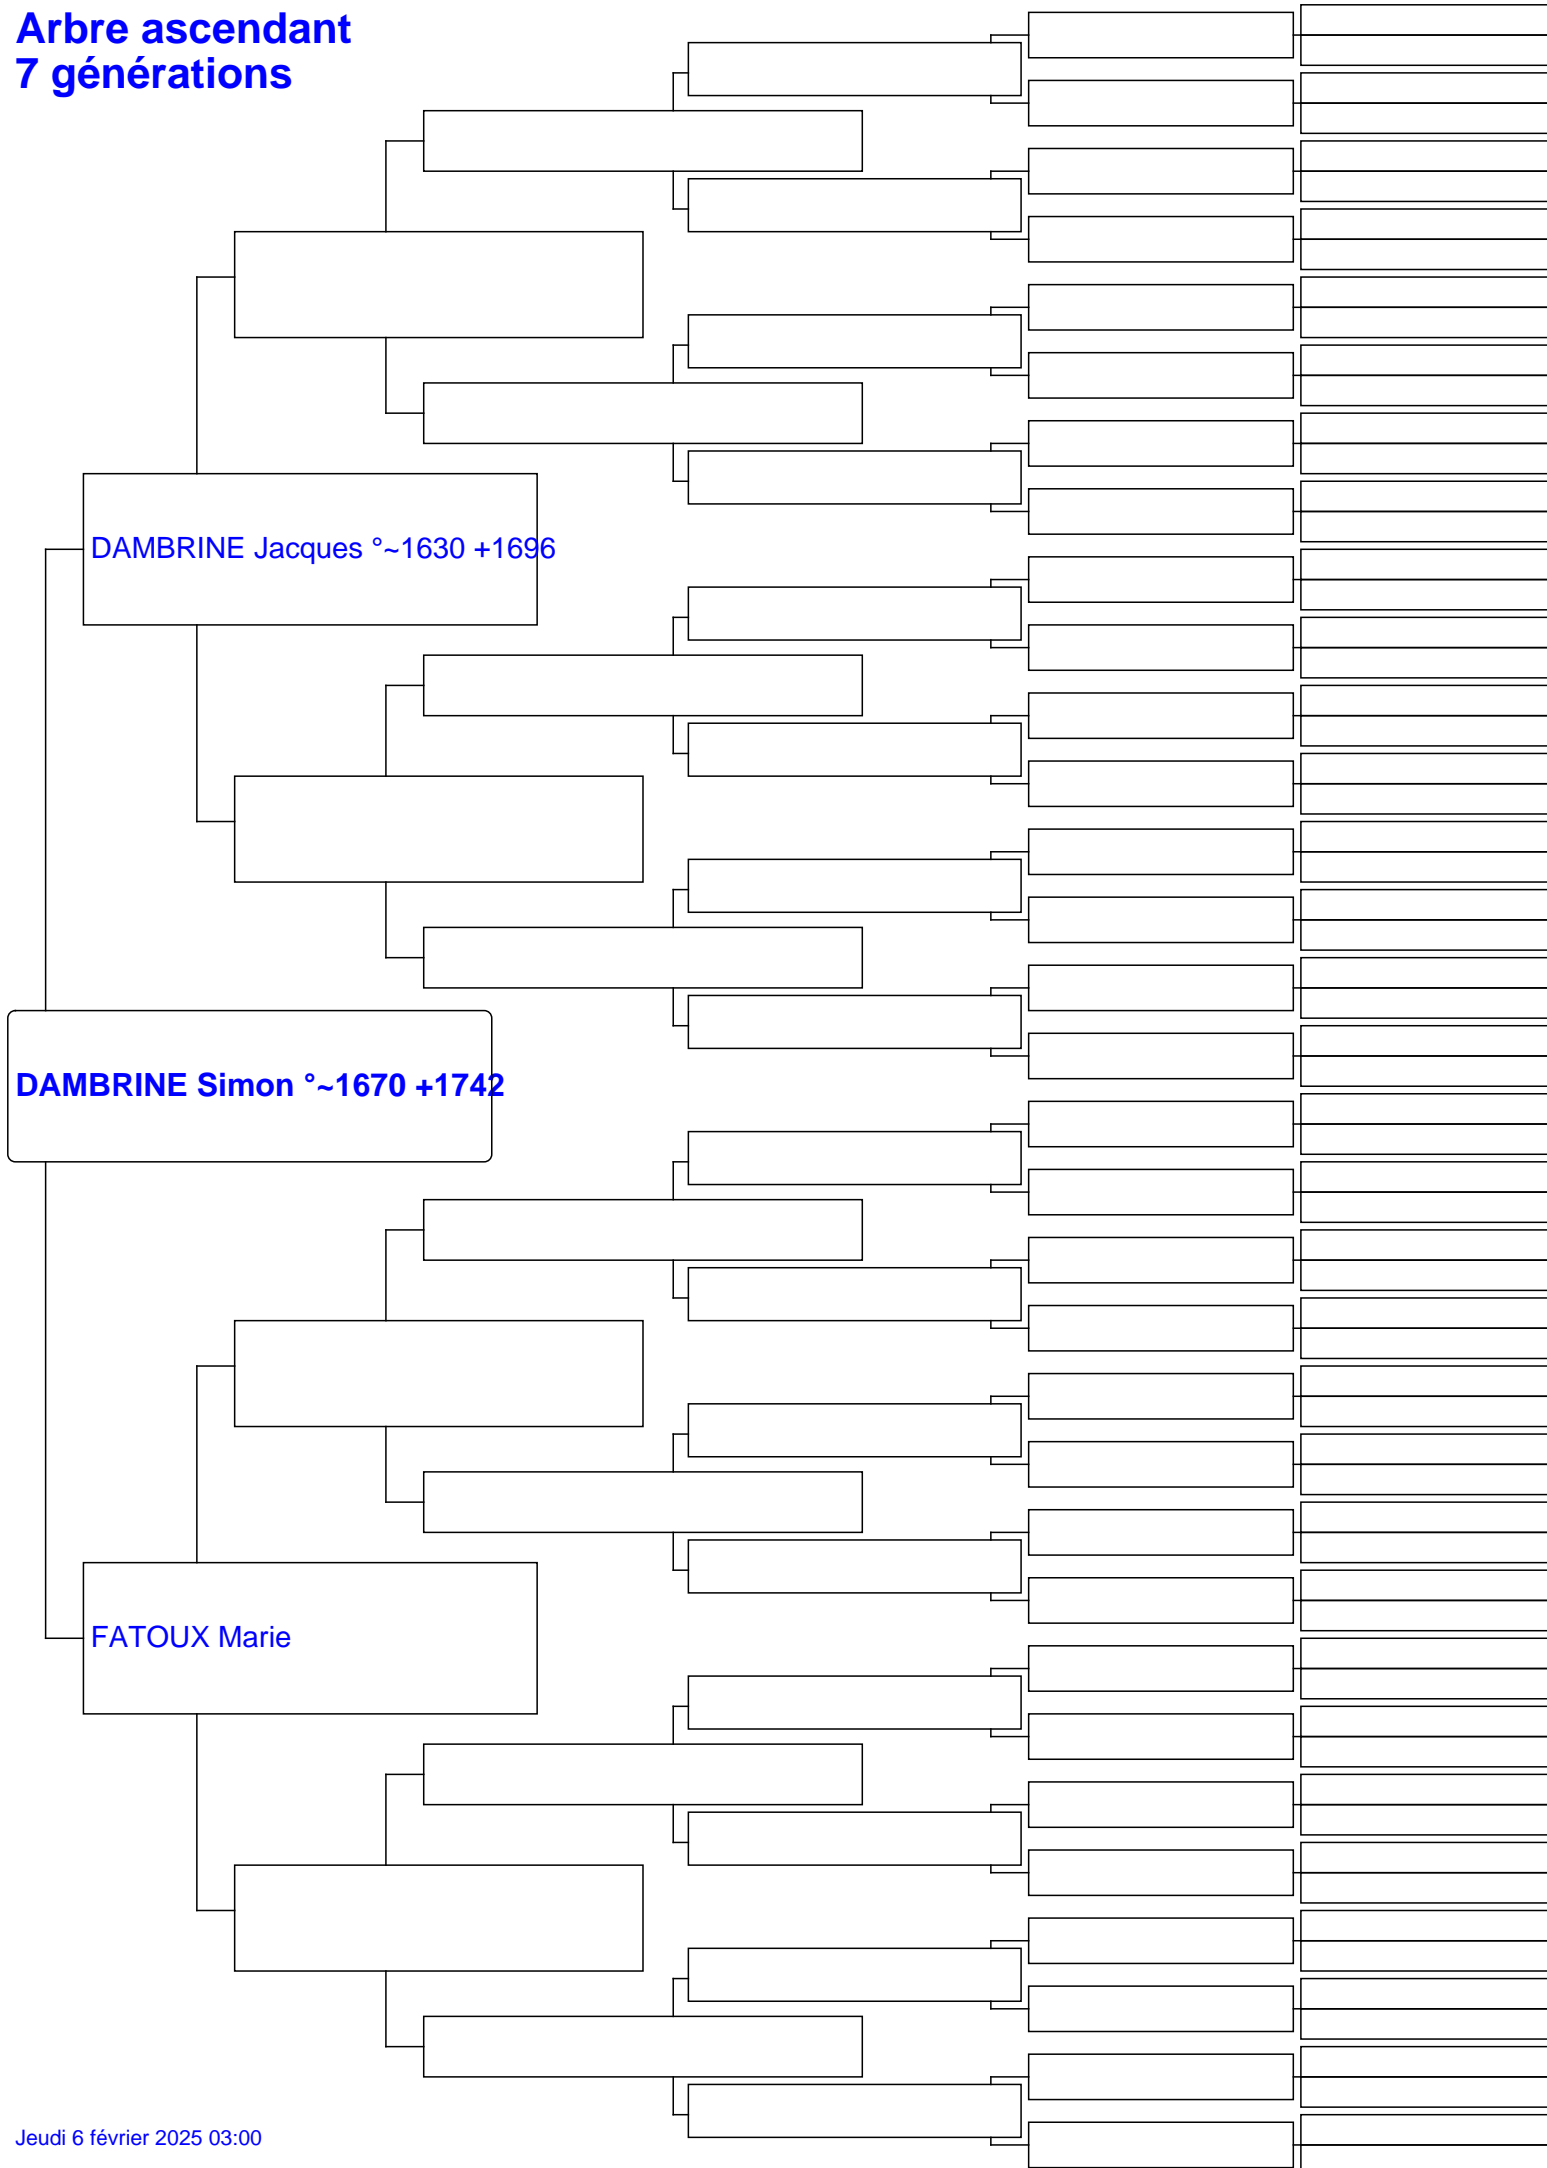 Arbre ascendant
7 générations
DAMBRINE Jacques °~1630 +1696
DAMBRINE Simon °~1670 +1742
FATOUX Marie
Jeudi 6 février 2025 03:00